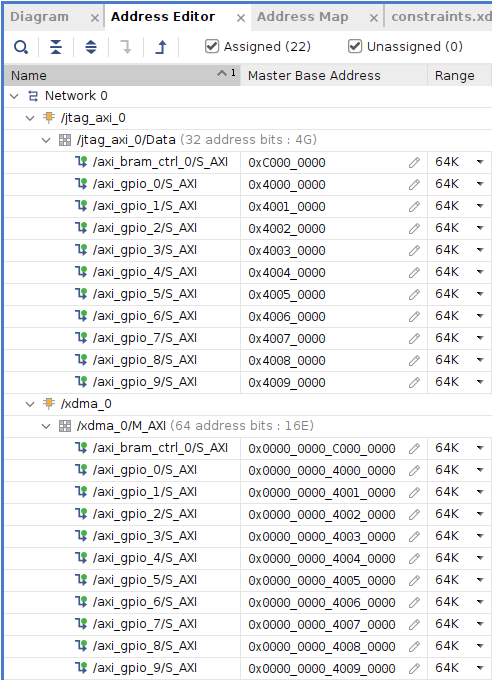 Diagram × Address Editor × Address Map × constraints.xd
Assigned (22) Unassigned (0)
Name 1 Master Base Address Range
Network 0
/jtag_axi_0
/jtag_axi_0/Data (32 address bits : 4G)
/axi_bram_ctrl_0/S_AXI 0xC000_0000 64K
/axi_gpio_0/S_AXI 0x4000_0000 64K
/axi_gpio_1/S_AXI 0x4001_0000 64K
/axi_gpio_2/S_AXI 0x4002_0000 64K
/axi_gpio_3/S_AXI 0x4003_0000 64K
/axi_gpio_4/S_AXI 0x4004_0000 64K
/axi_gpio_5/S_AXI 0x4005_0000 64K
/axi_gpio_6/S_AXI 0x4006_0000 64K
/axi_gpio_7/S_AXI 0x4007_0000 64K
/axi_gpio_8/S_AXI 0x4008_0000 64K
/axi_gpio_9/S_AXI 0x4009_0000 64K
/xdma_0
/xdma_0/M_AXI (64 address bits : 16E)
/axi_bram_ctrl_0/S_AXI 0x0000_0000_C000_0000 64K
/axi_gpio_0/S_AXI 0x0000_0000_4000_0000 64K
/axi_gpio_1/S_AXI 0x0000_0000_4001_0000 64K
/axi_gpio_2/S_AXI 0x0000_0000_4002_0000 64K
/axi_gpio_3/S_AXI 0x0000_0000_4003_0000 64K
/axi_gpio_4/S_AXI 0x0000_0000_4004_0000 64K
/axi_gpio_5/S_AXI 0x0000_0000_4005_0000 64K
/axi_gpio_6/S_AXI 0x0000_0000_4006_0000 64K
/axi_gpio_7/S_AXI 0x0000_0000_4007_0000 64K
/axi_gpio_8/S_AXI 0x0000_0000_4008_0000 64K
/axi_gpio_9/S_AXI 0x0000_0000_4009_0000 64K